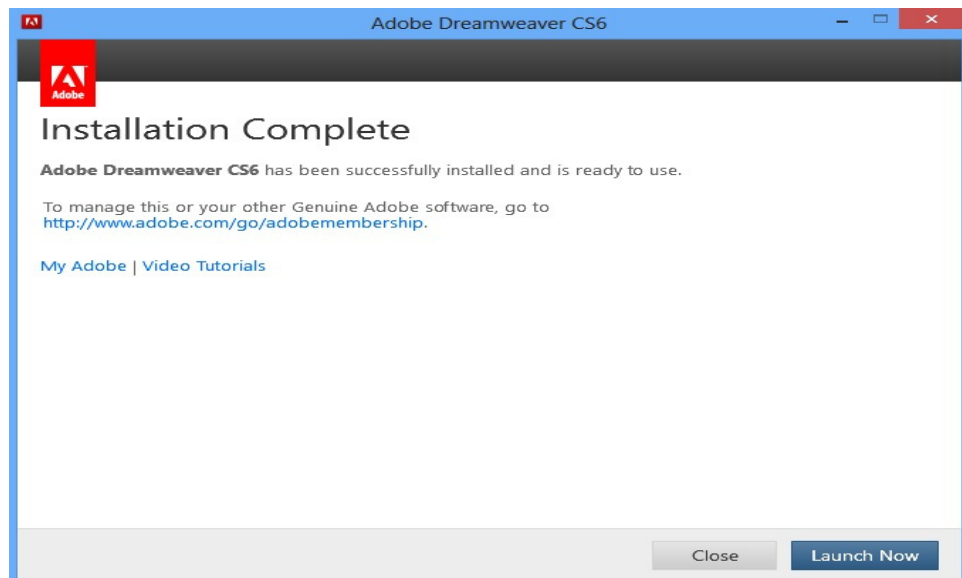 Adobe Dreamweaver CS6
Adobe
Installation Complete
Adobe Dreamweaver CS6 has been successfully installed and is ready to use.
To manage this or your other Genuine Adobe software, go to
http://www.adobe.com/go/adobemembership.
My Adobe | Video Tutorials
Close
Launch Now